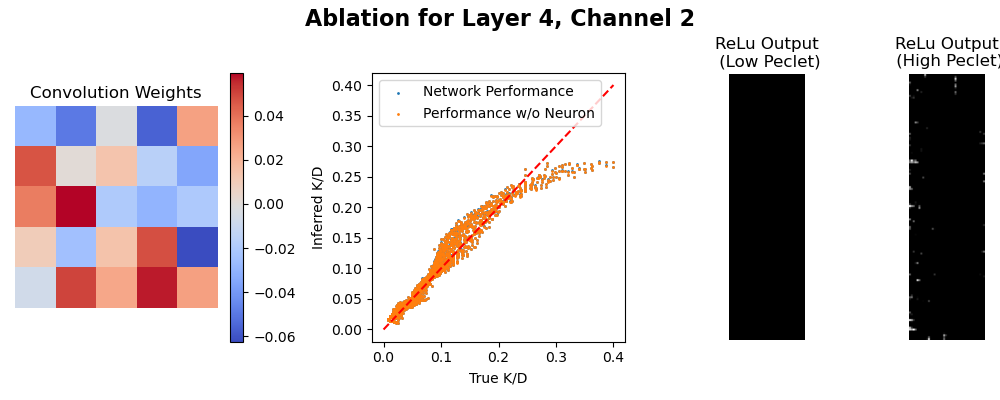 Ablation for Layer 4, Channel 2
Convolution Weights
0.04
0.02
0.00
−0.02
−0.04
−0.06
Network Performance
Performance w/o Neuron
0.40
0.35
0.30
0.25
0.20
0.15
0.10
0.05
0.00
Inferred K/D
0.0 0.1 0.2 0.3 0.4
True K/D
ReLu Output
(Low Peclet)
ReLu Output
(High Peclet)